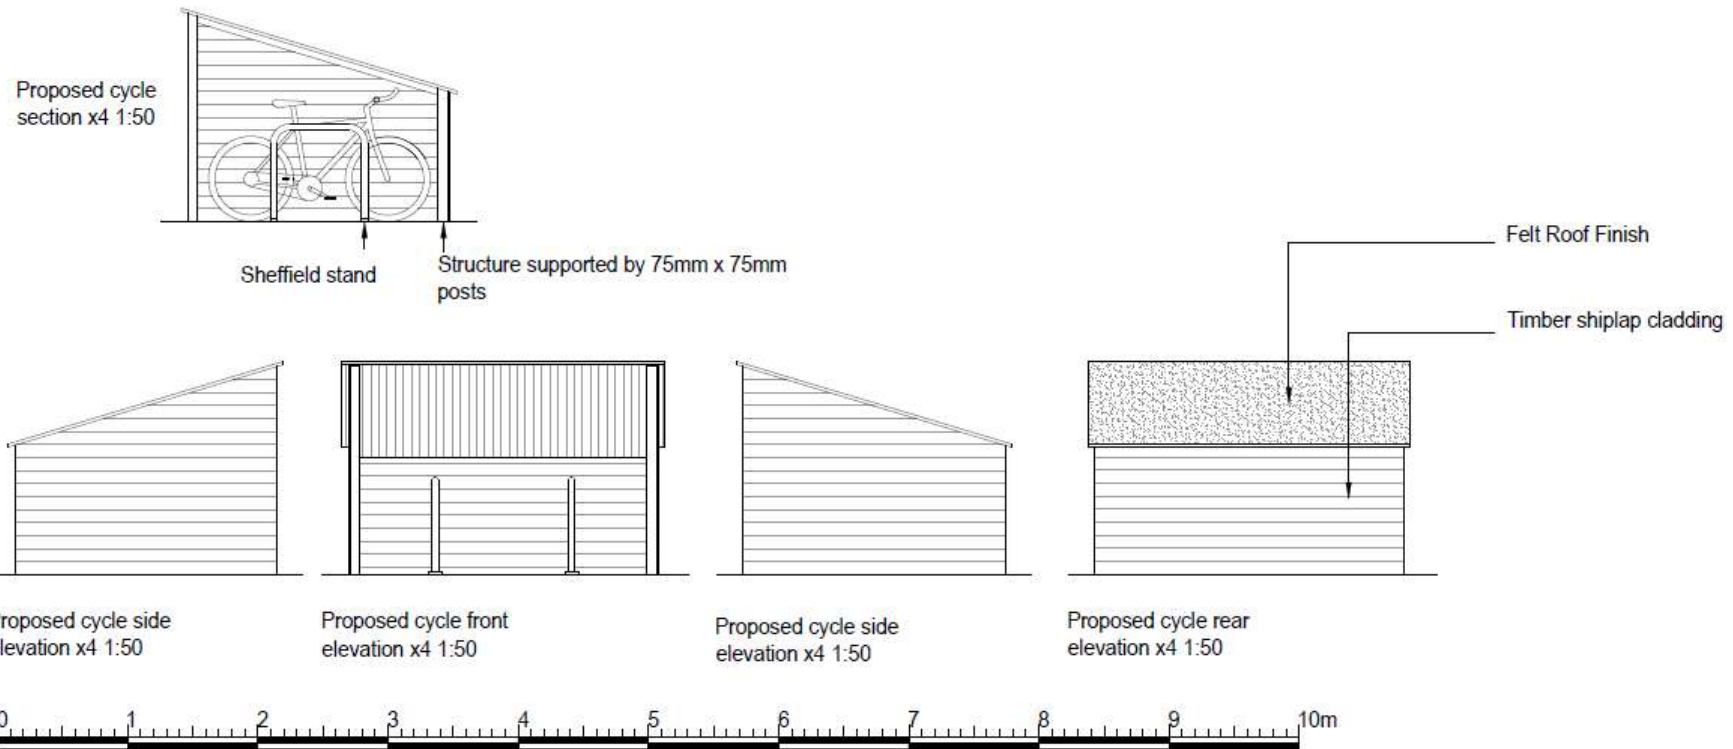 Proposed cycle
section x4 1:50
Sheffield stand
Structure supported by 75mm x 75mm
posts
Felt Roof Finish
Timber shiplap cladding
roposed cycle side
levation x4 1:50
Proposed cycle front
elevation x4 1:50
Proposed cycle side
elevation x4 1:50
Proposed cycle rear
elevation x4 1:50
0 1 2 3 4 5 6 7 8 9 10m